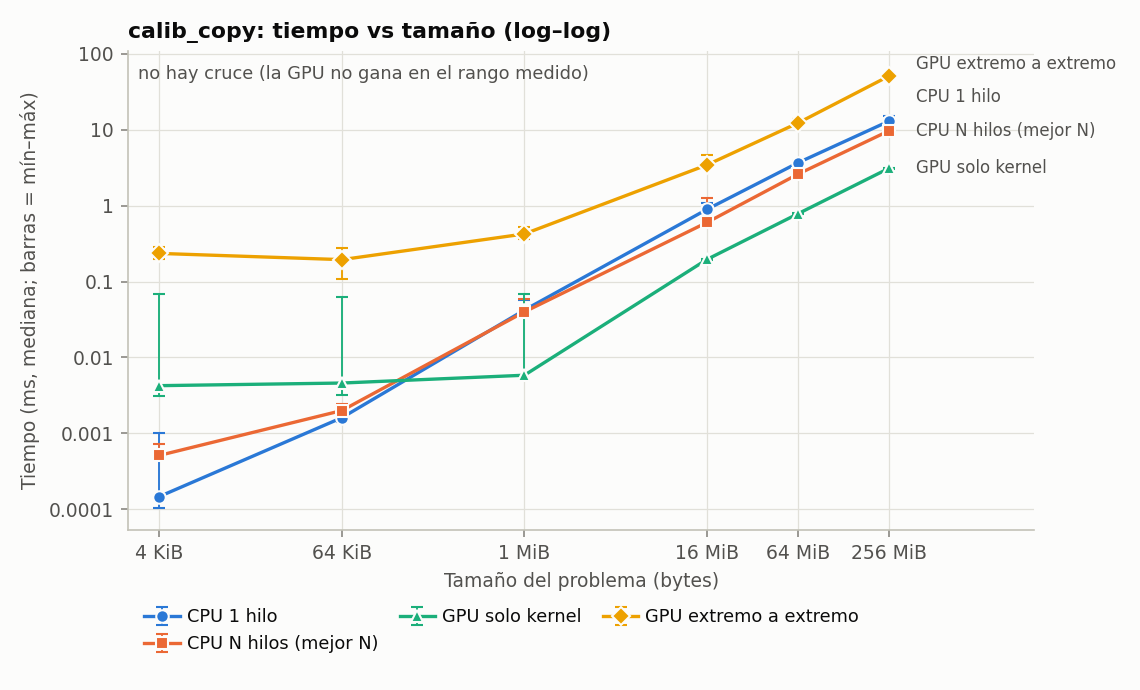 calib_copy: tiempo vs tamaño (log–log)
no hay cruce (la GPU no gana en el rango medido)
GPU extremo a extremo
CPU 1 hilo
CPU N hilos (mejor N)
GPU solo kernel
Tiempo (ms, mediana; barras = mín–máx)
100
10
1
0.1
0.01
0.001
0.0001
4 KiB
64 KiB
1 MiB
16 MiB
64 MiB
256 MiB
Tamaño del problema (bytes)
CPU 1 hilo
CPU N hilos (mejor N)
GPU solo kernel
GPU extremo a extremo